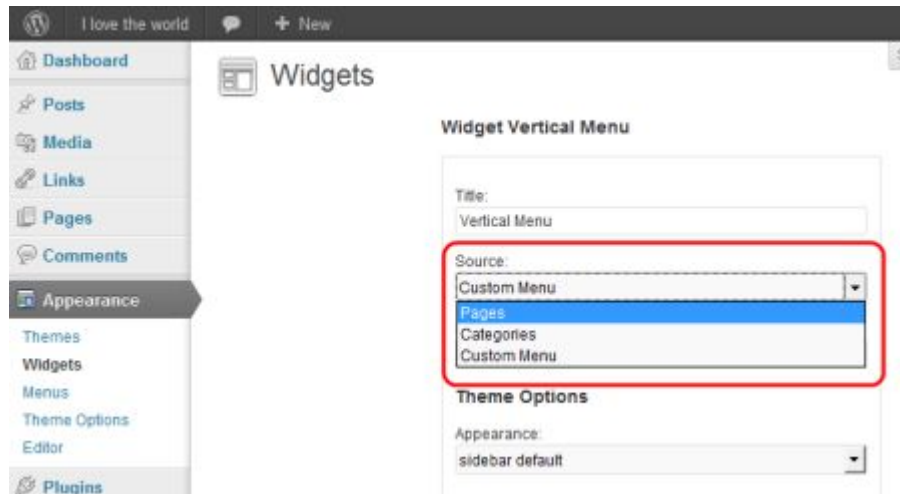 I love the world
+ New
Dashboard
Widgets
Posts
Media
Links
Pages
Comments
Appearance
Themes
Widgets
Menus
Theme Options
Editor
Plugins
Widget Vertical Menu
Title:
Vertical Menu
Source:
Custom Menu
Pages
Categories
Custom Menu
Theme Options
Appearance:
sidebar default